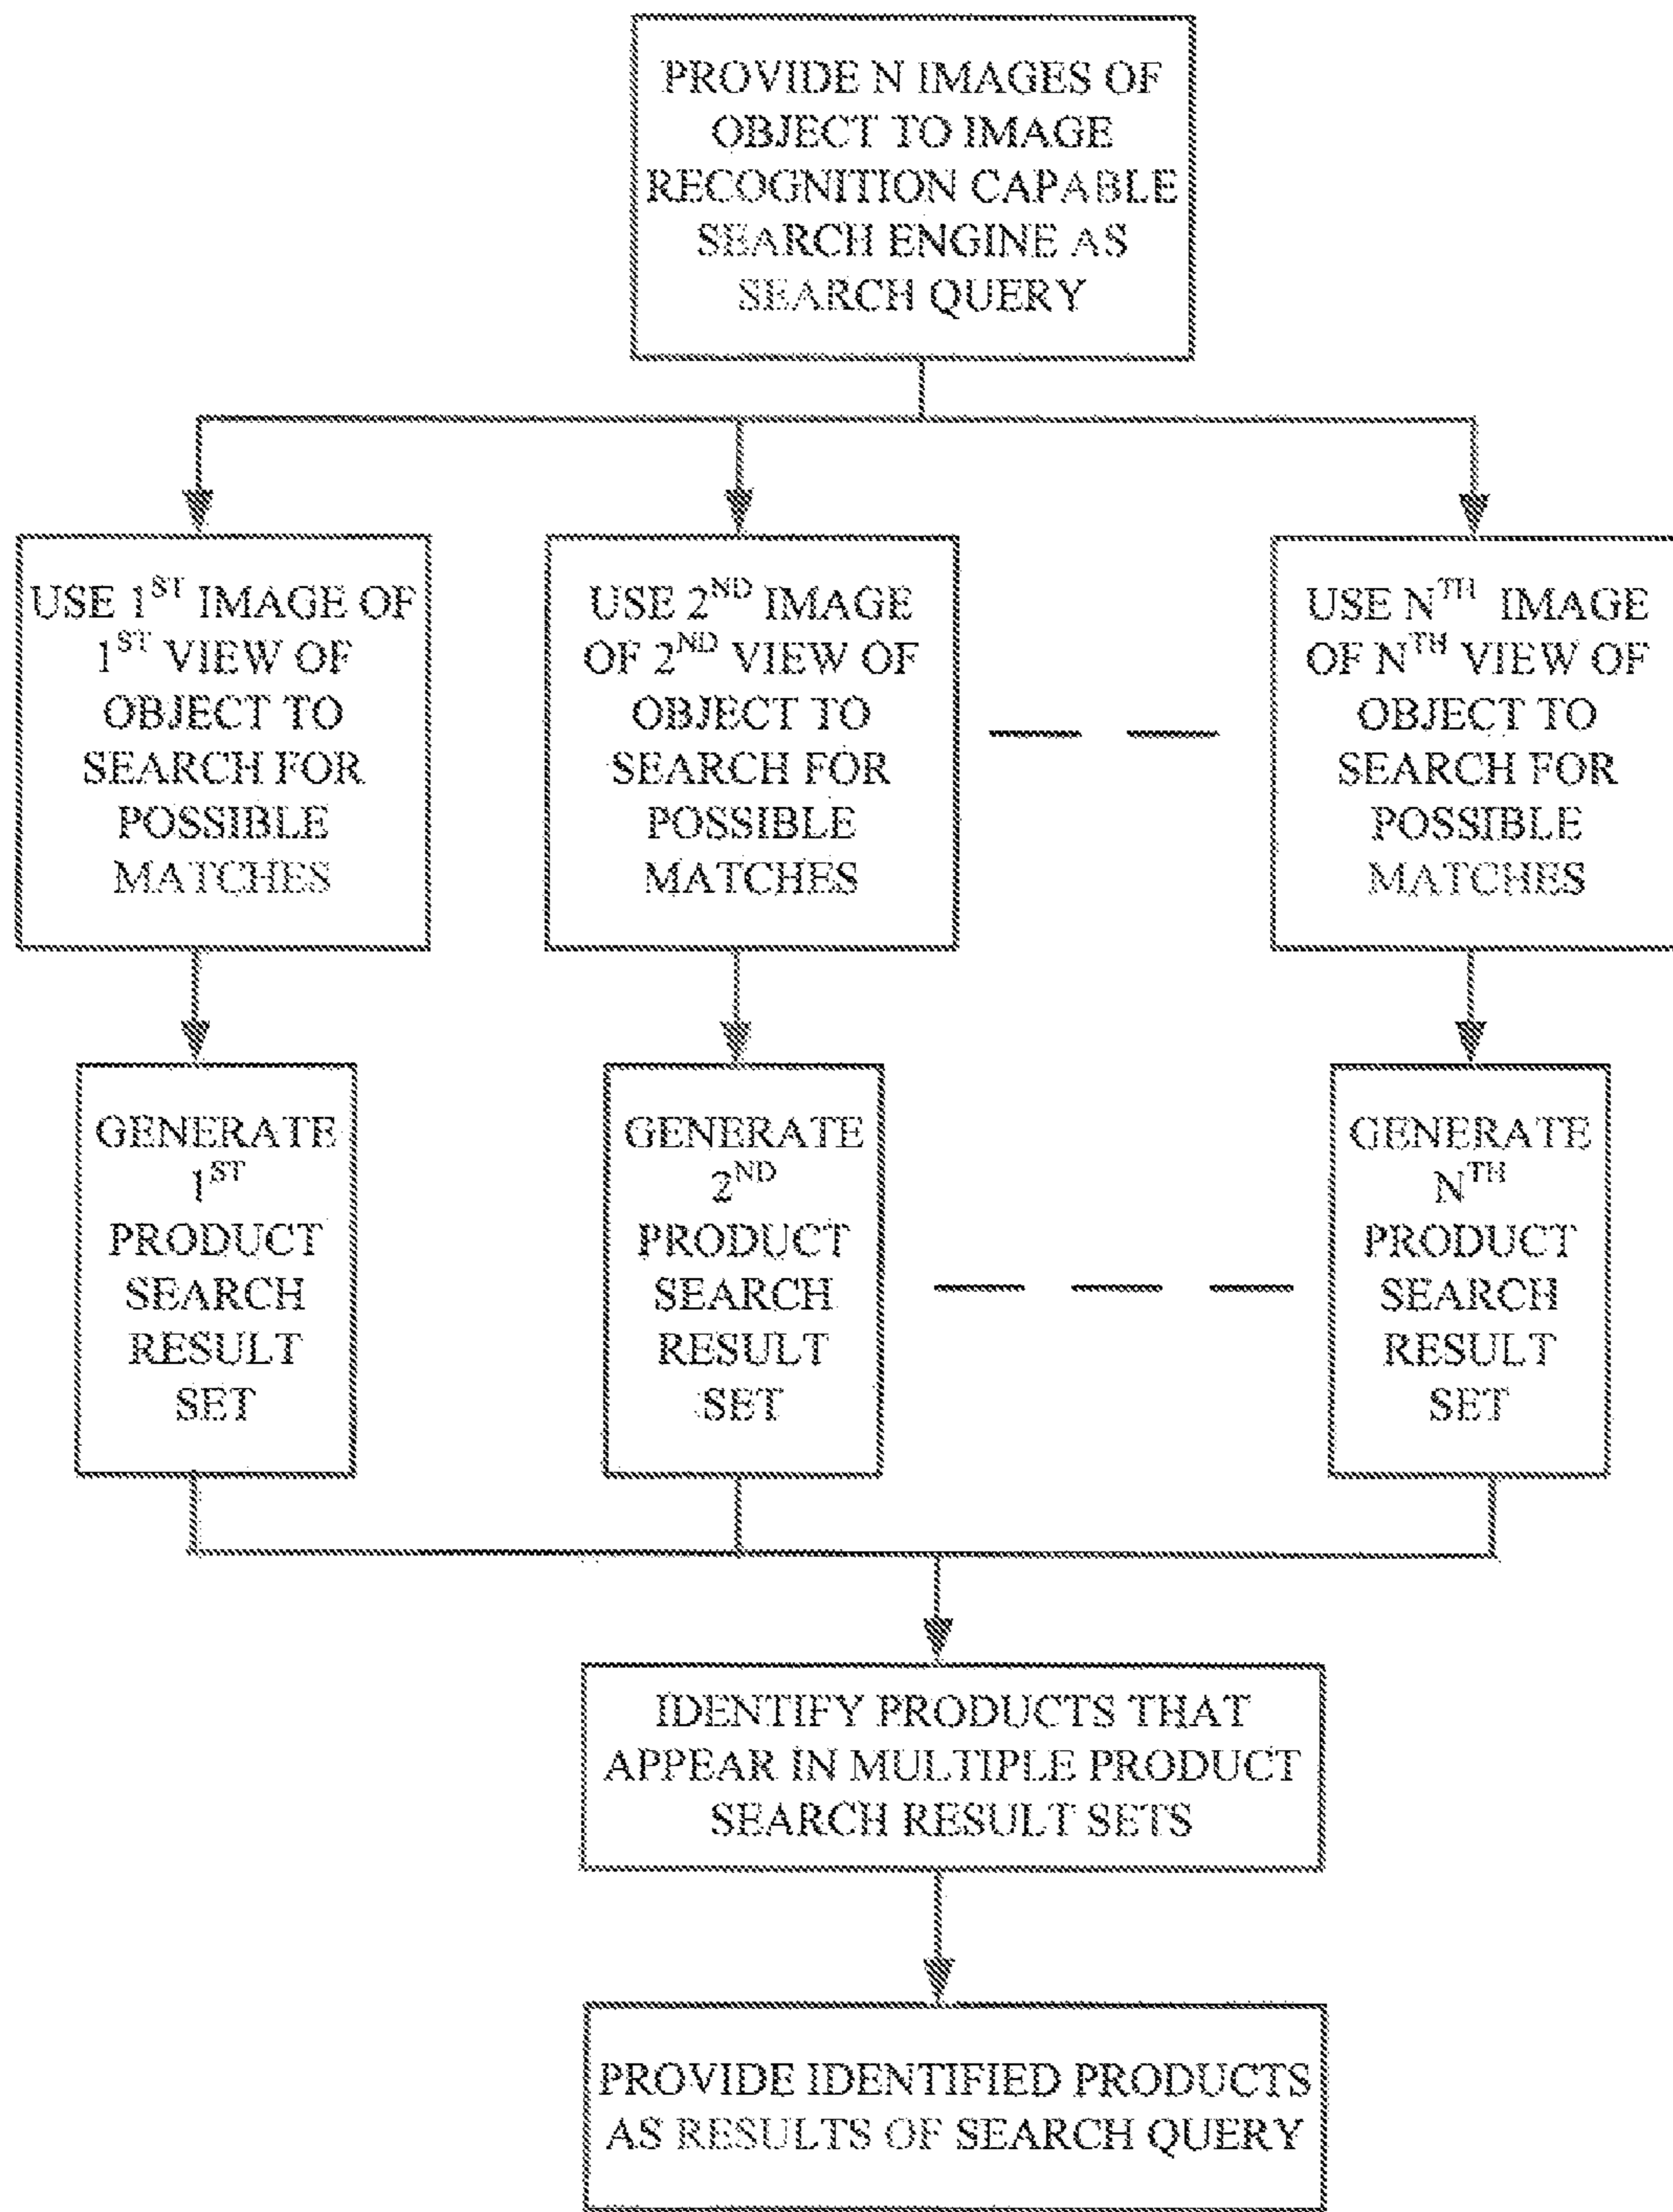 PROVIDE N IMAGES OF
OBJECT TO IMAGE
RECOGNITION CAPABLE
SEARCH ENGINE AS
SEARCH QUERY
USE 1ST IMAGE OF
1ST VIEW OF
OBJECT TO
SEARCH FOR
POSSIBLE
MATCHES
USE 2ND IMAGE
OF 2ND VIEW OF
OBJECT TO
SEARCH FOR
POSSIBLE
MATCHES
USE NTH IMAGE
OF NTH VIEW OF
OBJECT TO
SEARCH FOR
POSSIBLE
MATCHES
GENERATE
1ST
PRODUCT
SEARCH
RESULT
SET
GENERATE
2ND
PRODUCT
SEARCH
RESULT
SET
GENERATE
NTH
PRODUCT
SEARCH
RESULT
SET
IDENTIFY PRODUCTS THAT
APPEAR IN MULTIPLE PRODUCT
SEARCH RESULT SETS
PROVIDE IDENTIFIED PRODUCTS
AS RESULTS OF SEARCH QUERY